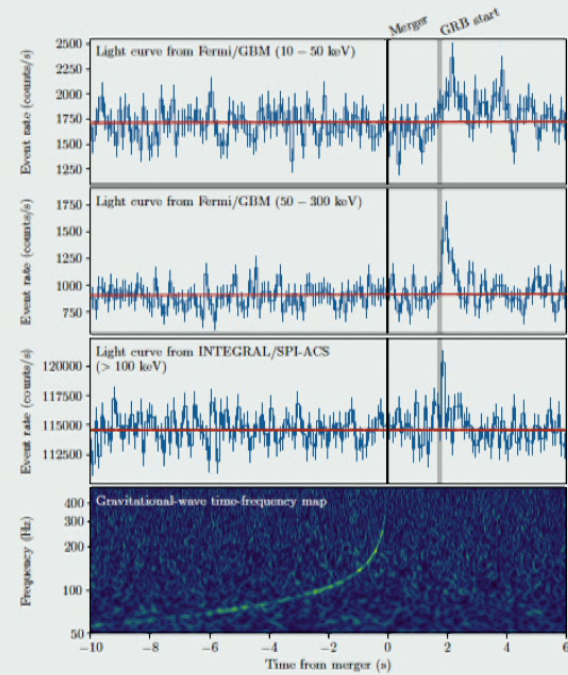 Merger GRB start
Light curve from Fermi/GBM (10 − 50 keV)
Event rate (counts/s)
2500
2250
2000
1750
1500
1250
Light curve from Fermi/GBM (50 − 300 keV)
Event rate (counts/s)
1750
1500
1250
1000
750
Light curve from INTEGRAL/SPI-ACS
(> 100 keV)
Event rate (counts/s)
120000
117500
115000
112500
Gravitational-wave time-frequency map
Frequency (Hz)
400
300
200
100
50
−10 −8 −6 −4 −2 0 2 4 6
Time from merger (s)